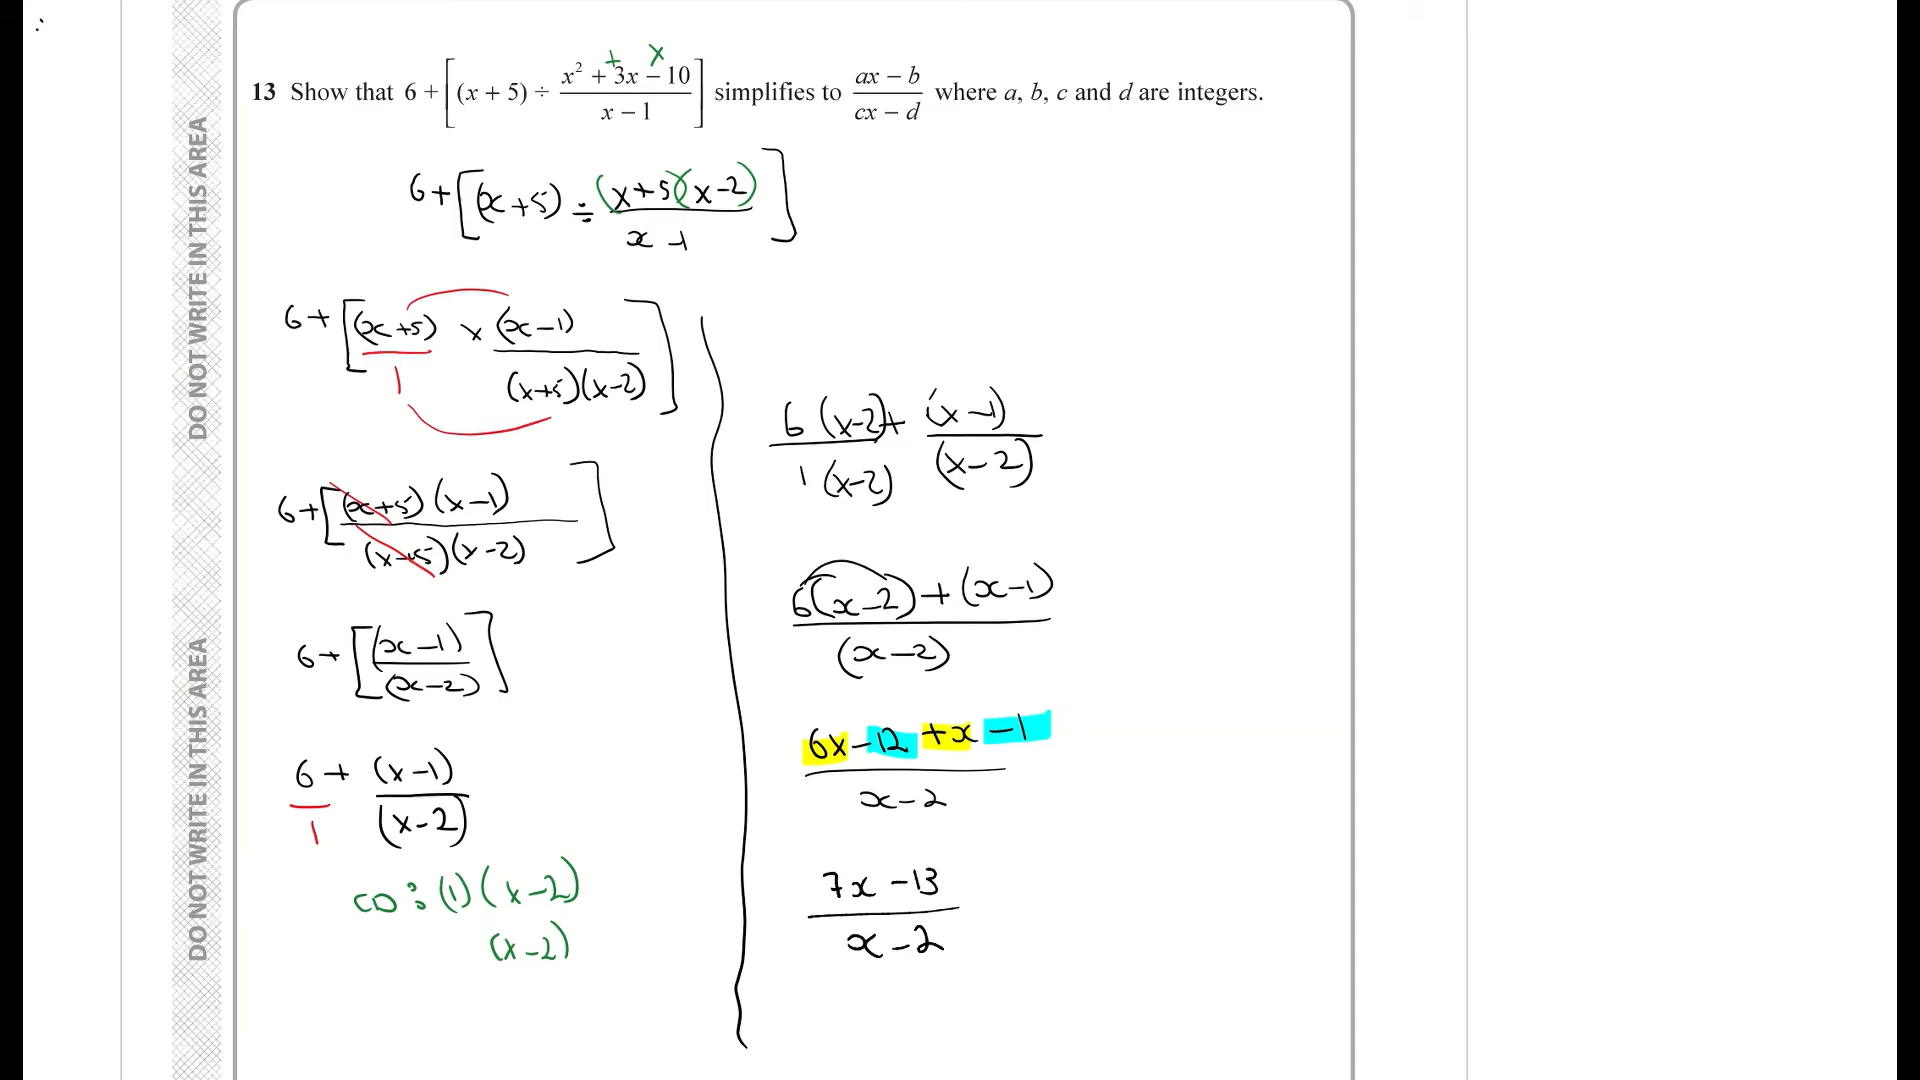 13 Show that 6 + [(x + 5) ÷ (x² + 3x − 10)/(x − 1)] simplifies to (ax − b)/(cx − d) where a, b, c and d are integers.
+ x
6+[(x+5) ÷ (x+5)(x-2)/x-1]
6+[(x+5)/1 × (x-1)/(x+5)(x-2)]
6+[(x+5)(x-1)/(x+5)(x-2)]
6+[(x-1)/(x-2)]
6/1 + (x-1)/(x-2)
CD: (1)(x-2)
(x-2)
6(x-2)/1(x-2) + (x-1)/(x-2)
6(x-2)+(x-1)/(x-2)
6x-12+x-1/x-2
7x-13/x-2
DO NOT WRITE IN THIS AREA
DO NOT WRITE IN THIS AREA